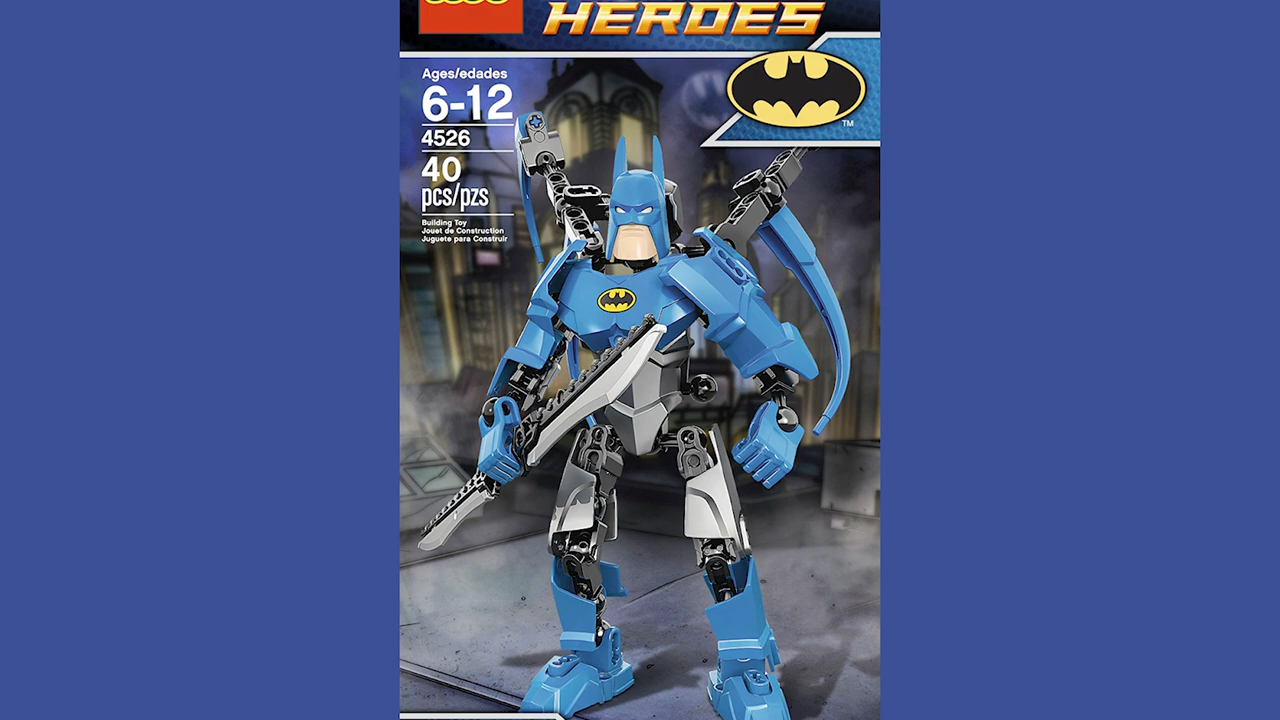 HEROES
Ages/edades
6-12
4526
40
pcs/pzs
Building Toy
Jouet de Construction
Juguete para Construir
TM